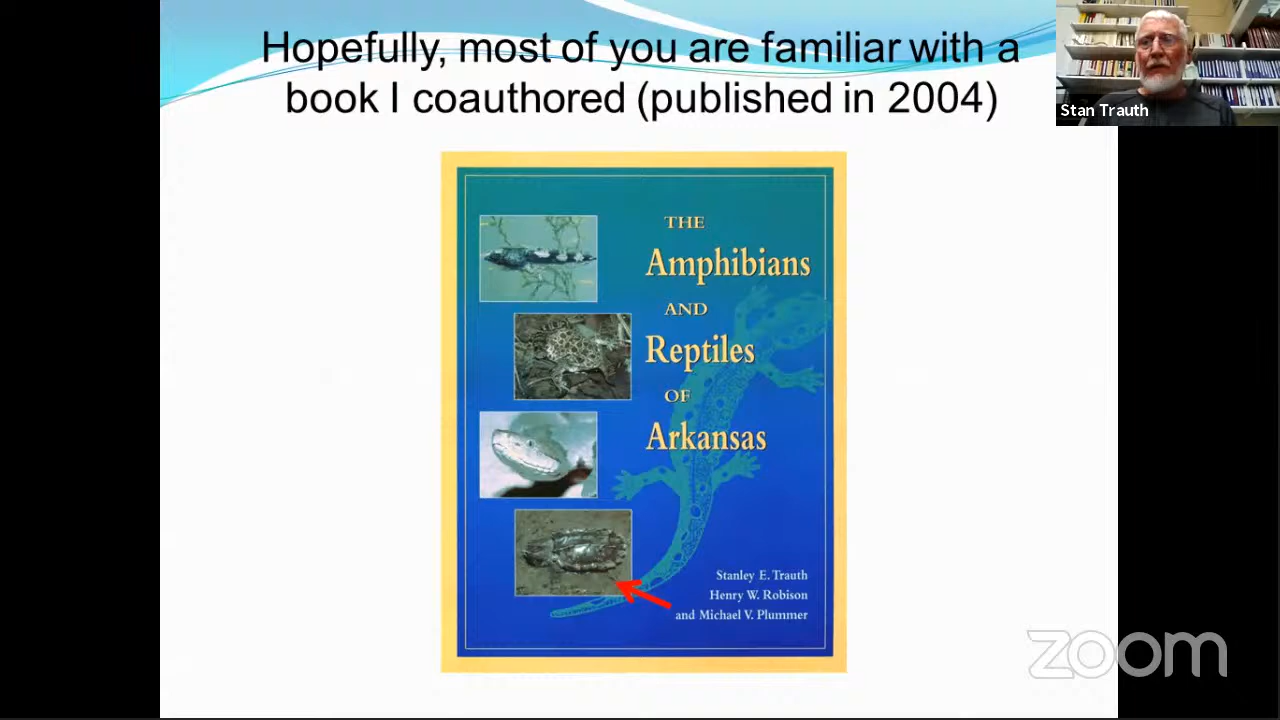 Hopefully, most of you are familiar with a
book I coauthored (published in 2004)
Stan Trauth
THE
Amphibians
AND
Reptiles
OF
Arkansas
Stanley E. Trauth
Henry W. Robison
and Michael V. Plummer
zoom